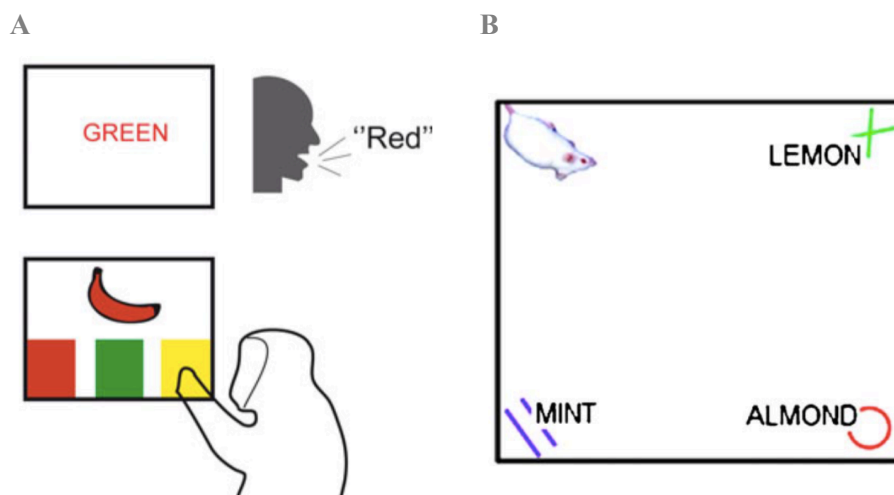 A
GREEN
‘’Red’’
B
LEMON
MINT
ALMOND